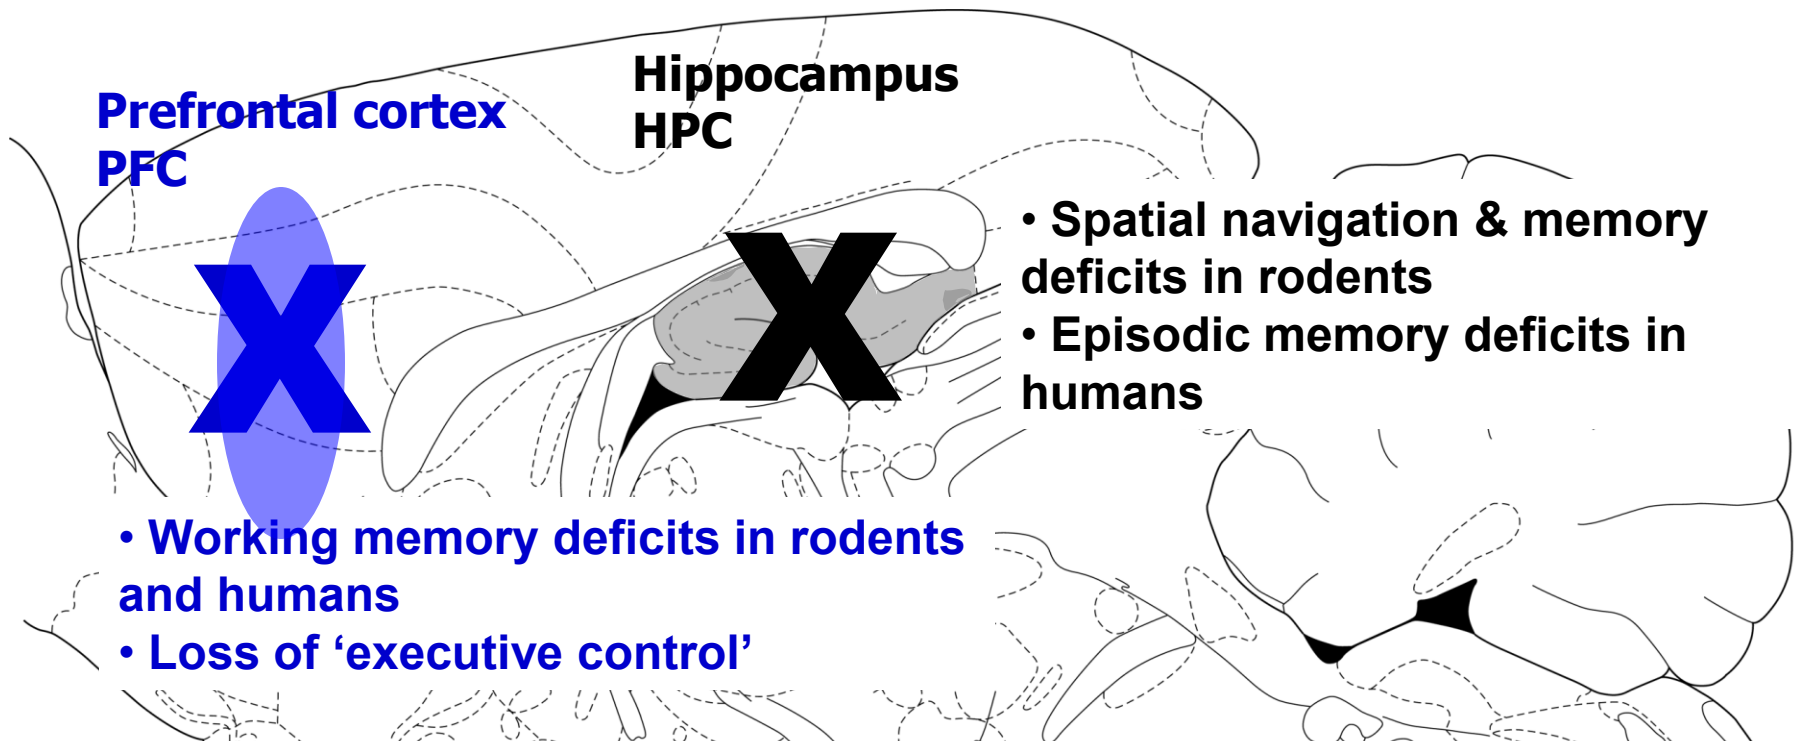 Prefrontal cortex
PFC
Hippocampus
HPC
X
X
• Spatial navigation & memory
deficits in rodents
• Episodic memory deficits in
humans
• Working memory deficits in rodents
and humans
• Loss of ‘executive control’